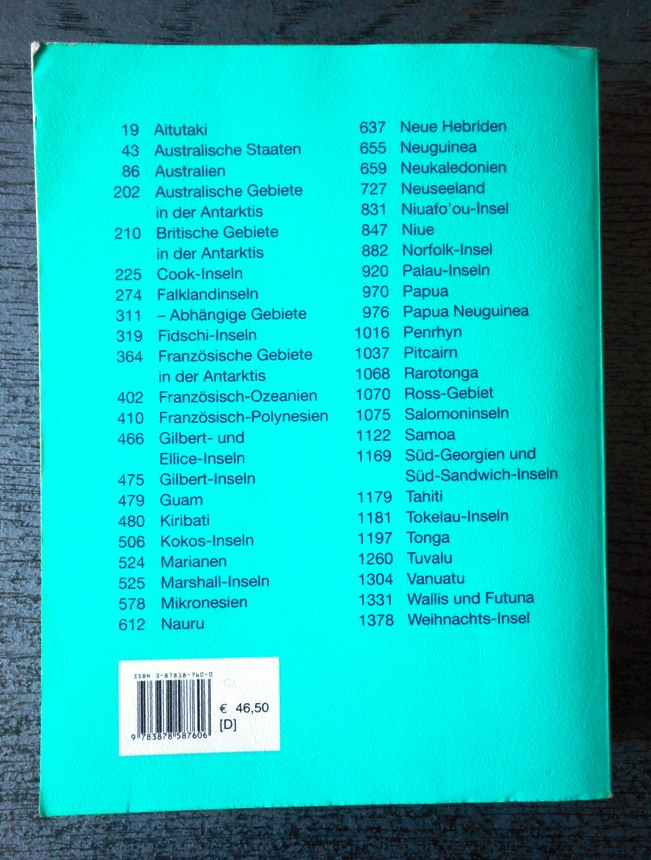 19 Aitutaki
43 Australische Staaten
86 Australien
202 Australische Gebiete
in der Antarktis
210 Britische Gebiete
in der Antarktis
225 Cook-Inseln
274 Falklandinseln
311 – Abhängige Gebiete
319 Fidschi-Inseln
364 Französische Gebiete
in der Antarktis
402 Französisch-Ozeanien
410 Französisch-Polynesien
466 Gilbert- und
Ellice-Inseln
475 Gilbert-Inseln
479 Guam
480 Kiribati
506 Kokos-Inseln
524 Marianen
525 Marshall-Inseln
578 Mikronesien
612 Nauru
637 Neue Hebriden
655 Neuguinea
659 Neukaledonien
727 Neuseeland
831 Niuafo'ou-Insel
847 Niue
882 Norfolk-Insel
920 Palau-Inseln
970 Papua
976 Papua Neuguinea
1016 Penrhyn
1037 Pitcairn
1068 Rarotonga
1070 Ross-Gebiet
1075 Salomoninseln
1122 Samoa
1169 Süd-Georgien und
Süd-Sandwich-Inseln
1179 Tahiti
1181 Tokelau-Inseln
1197 Tonga
1260 Tuvalu
1304 Vanuatu
1331 Wallis und Futuna
1378 Weihnachts-Insel
ISBN 3-87858-760-0
€ 46,50
[D]
9 783878 587606